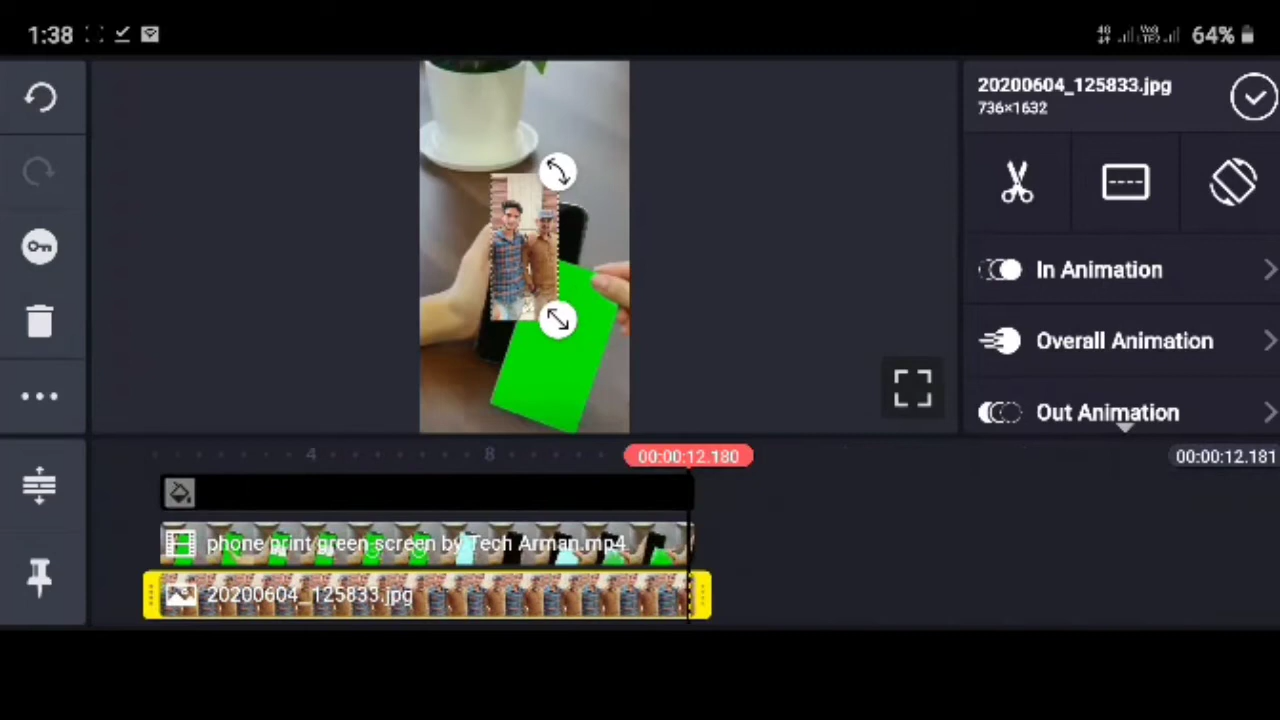 1:38
64%
20200604_125833.jpg
736×1632
In Animation
Overall Animation
Out Animation
4
8
00:00:12.180
00:00:12.181
phone print green screen by Tech Arman.mp4
20200604_125833.jpg